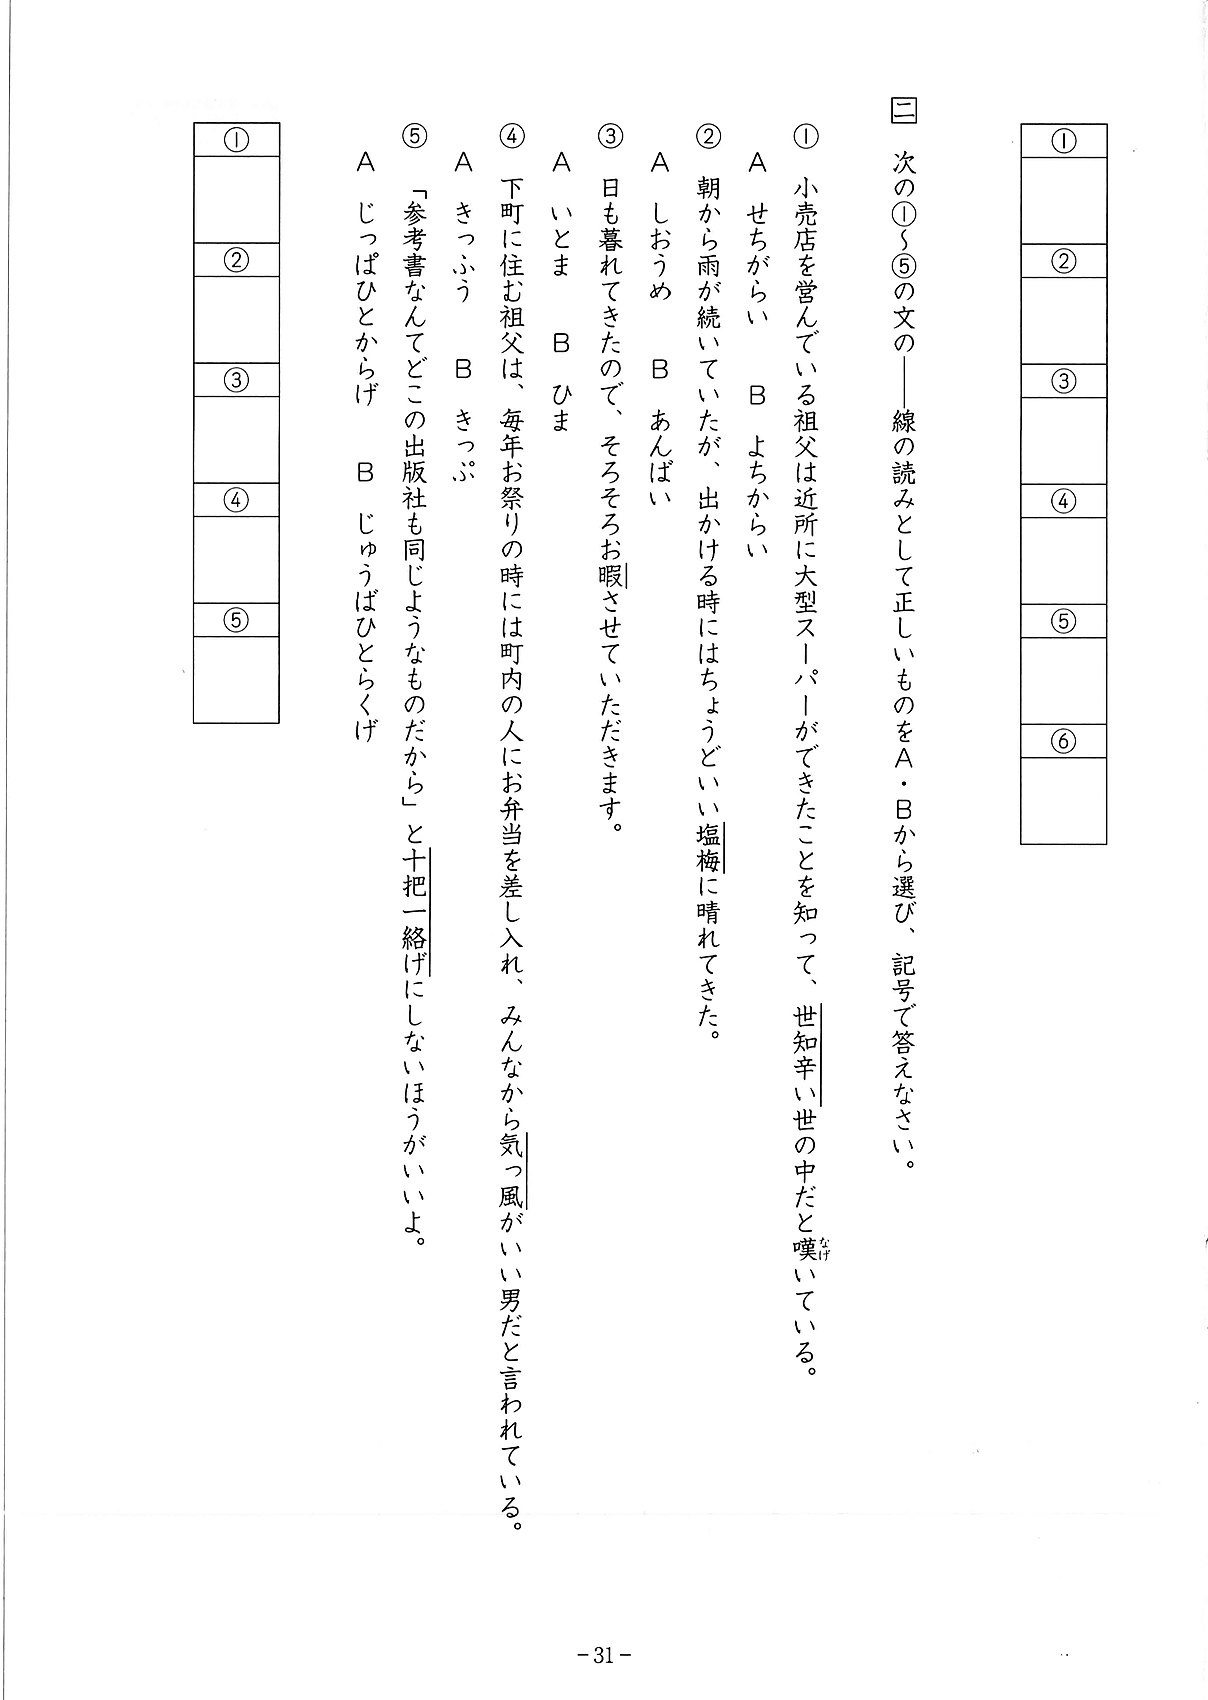 ①
②
③
④
⑤
⑥
二 次の①～⑤の文の――線の読みとして正しいものをA・Bから選び、記号で答えなさい。
① 小売店を営んでいる祖父は近所に大型スーパーができたことを知って、世知辛い世の中だと嘆いている。
なげ
A せちがらい B よちからい
② 朝から雨が続いていたが、出かける時にはちょうどいい塩梅に晴れてきた。
A しおうめ B あんばい
③ 日も暮れてきたので、そろそろお暇させていただきます。
A いとま B ひま
④ 下町に住む祖父は、毎年お祭りの時には町内の人にお弁当を差し入れ、みんなから気っ風がいい男だと言われている。
A きっふう B きっぷ
⑤ 「参考書なんてどこの出版社も同じようなものだから」と十把一絡げにしないほうがいいよ。
A じっぱひとからげ B じゅうばひとらくげ
①
②
③
④
⑤
－31－